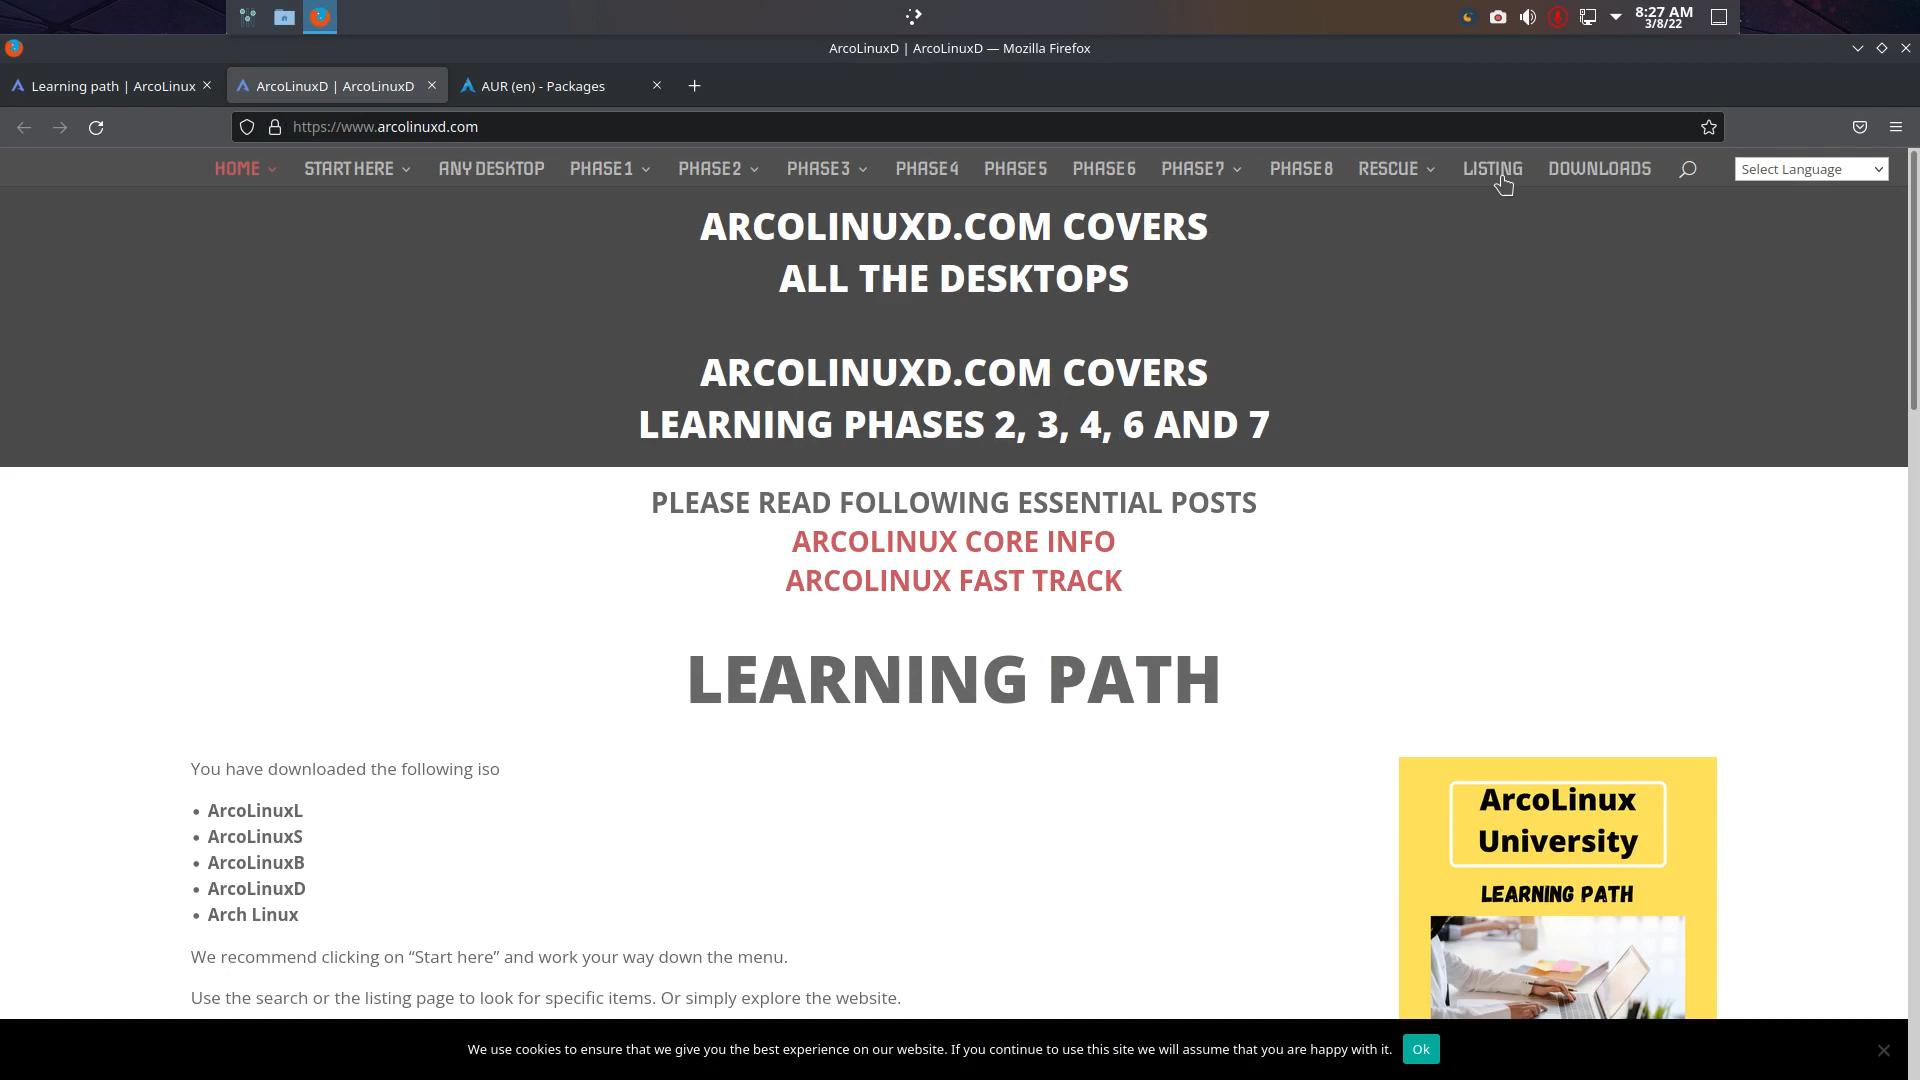 8:27 AM
3/8/22
ArcoLinuxD | ArcoLinuxD — Mozilla Firefox
Learning path | ArcoLinux
ArcoLinuxD | ArcoLinuxD
AUR (en) - Packages
https://www.arcolinuxd.com
HOME START HERE ANY DESKTOP PHASE 1 PHASE 2 PHASE 3 PHASE 4 PHASE 5 PHASE 6 PHASE 7 PHASE 8 RESCUE LISTING DOWNLOADS Select Language
ARCOLINUXD.COM COVERS
ALL THE DESKTOPS
ARCOLINUXD.COM COVERS
LEARNING PHASES 2, 3, 4, 6 AND 7
PLEASE READ FOLLOWING ESSENTIAL POSTS
ARCOLINUX CORE INFO
ARCOLINUX FAST TRACK
LEARNING PATH
You have downloaded the following iso
• ArcoLinuxL
• ArcoLinuxS
• ArcoLinuxB
• ArcoLinuxD
• Arch Linux
We recommend clicking on “Start here” and work your way down the menu.
Use the search or the listing page to look for specific items. Or simply explore the website.
ArcoLinux
University
LEARNING PATH
We use cookies to ensure that we give you the best experience on our website. If you continue to use this site we will assume that you are happy with it. Ok